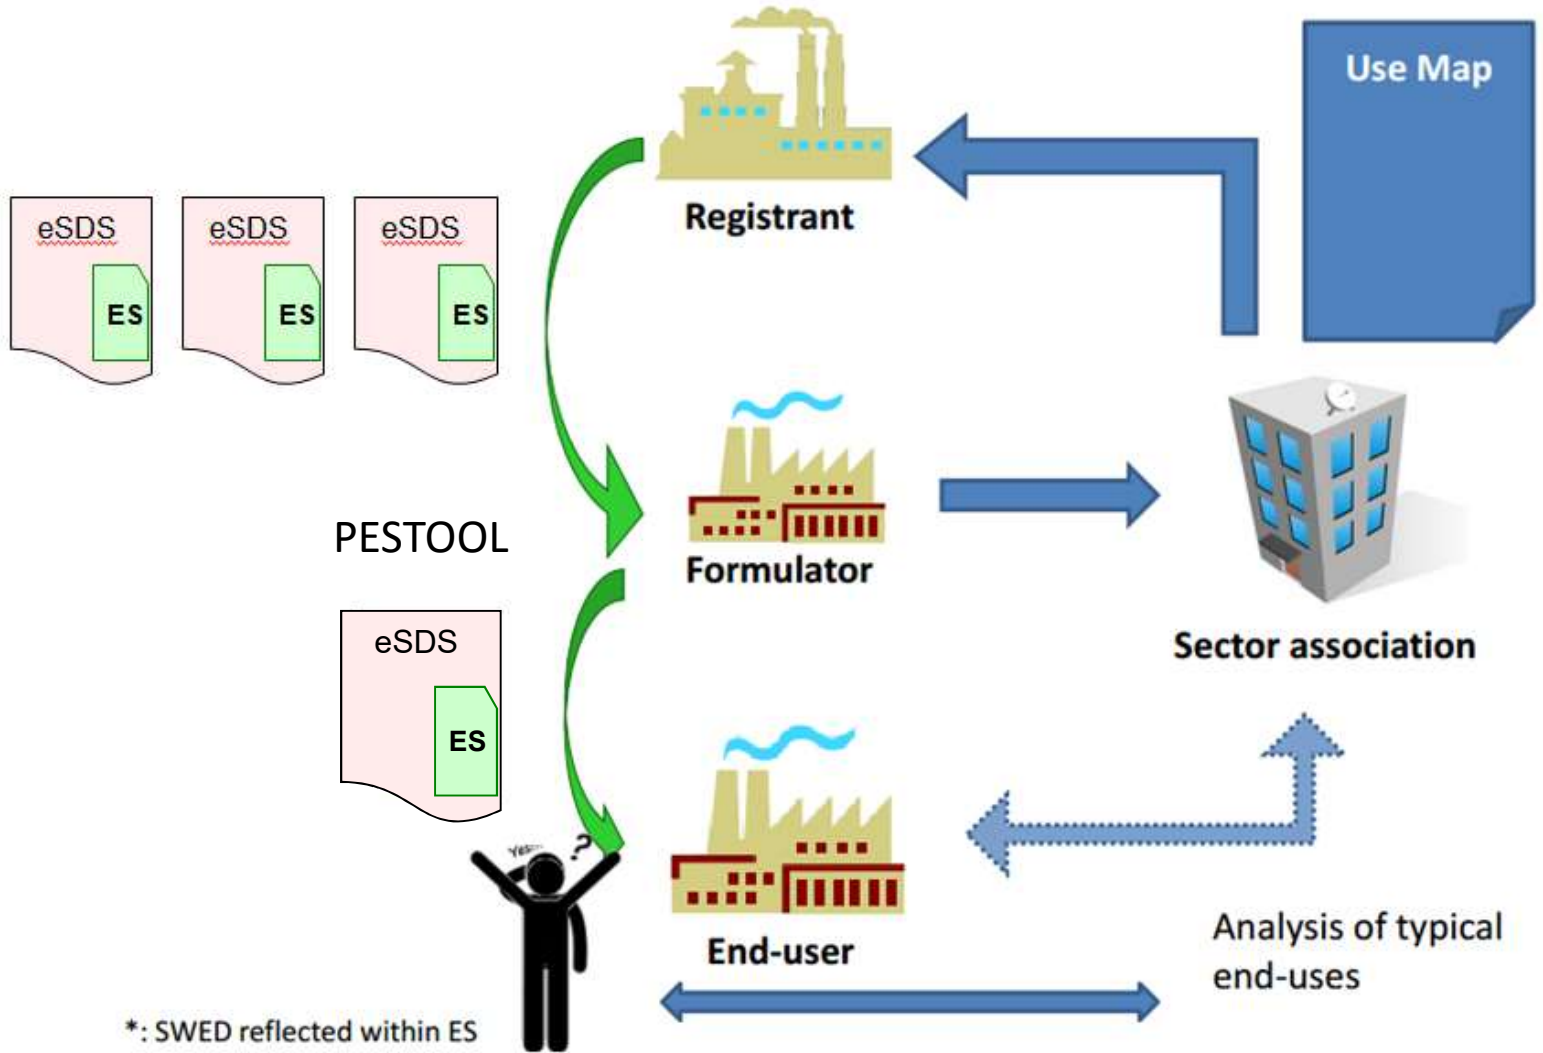 Use Map
Registrant
eSDS
ES
eSDS
ES
eSDS
ES
PESTOOL
Formulator
Sector association
eSDS
ES
Yes...
?
End-user
Analysis of typical
end-uses
*: SWED reflected within ES